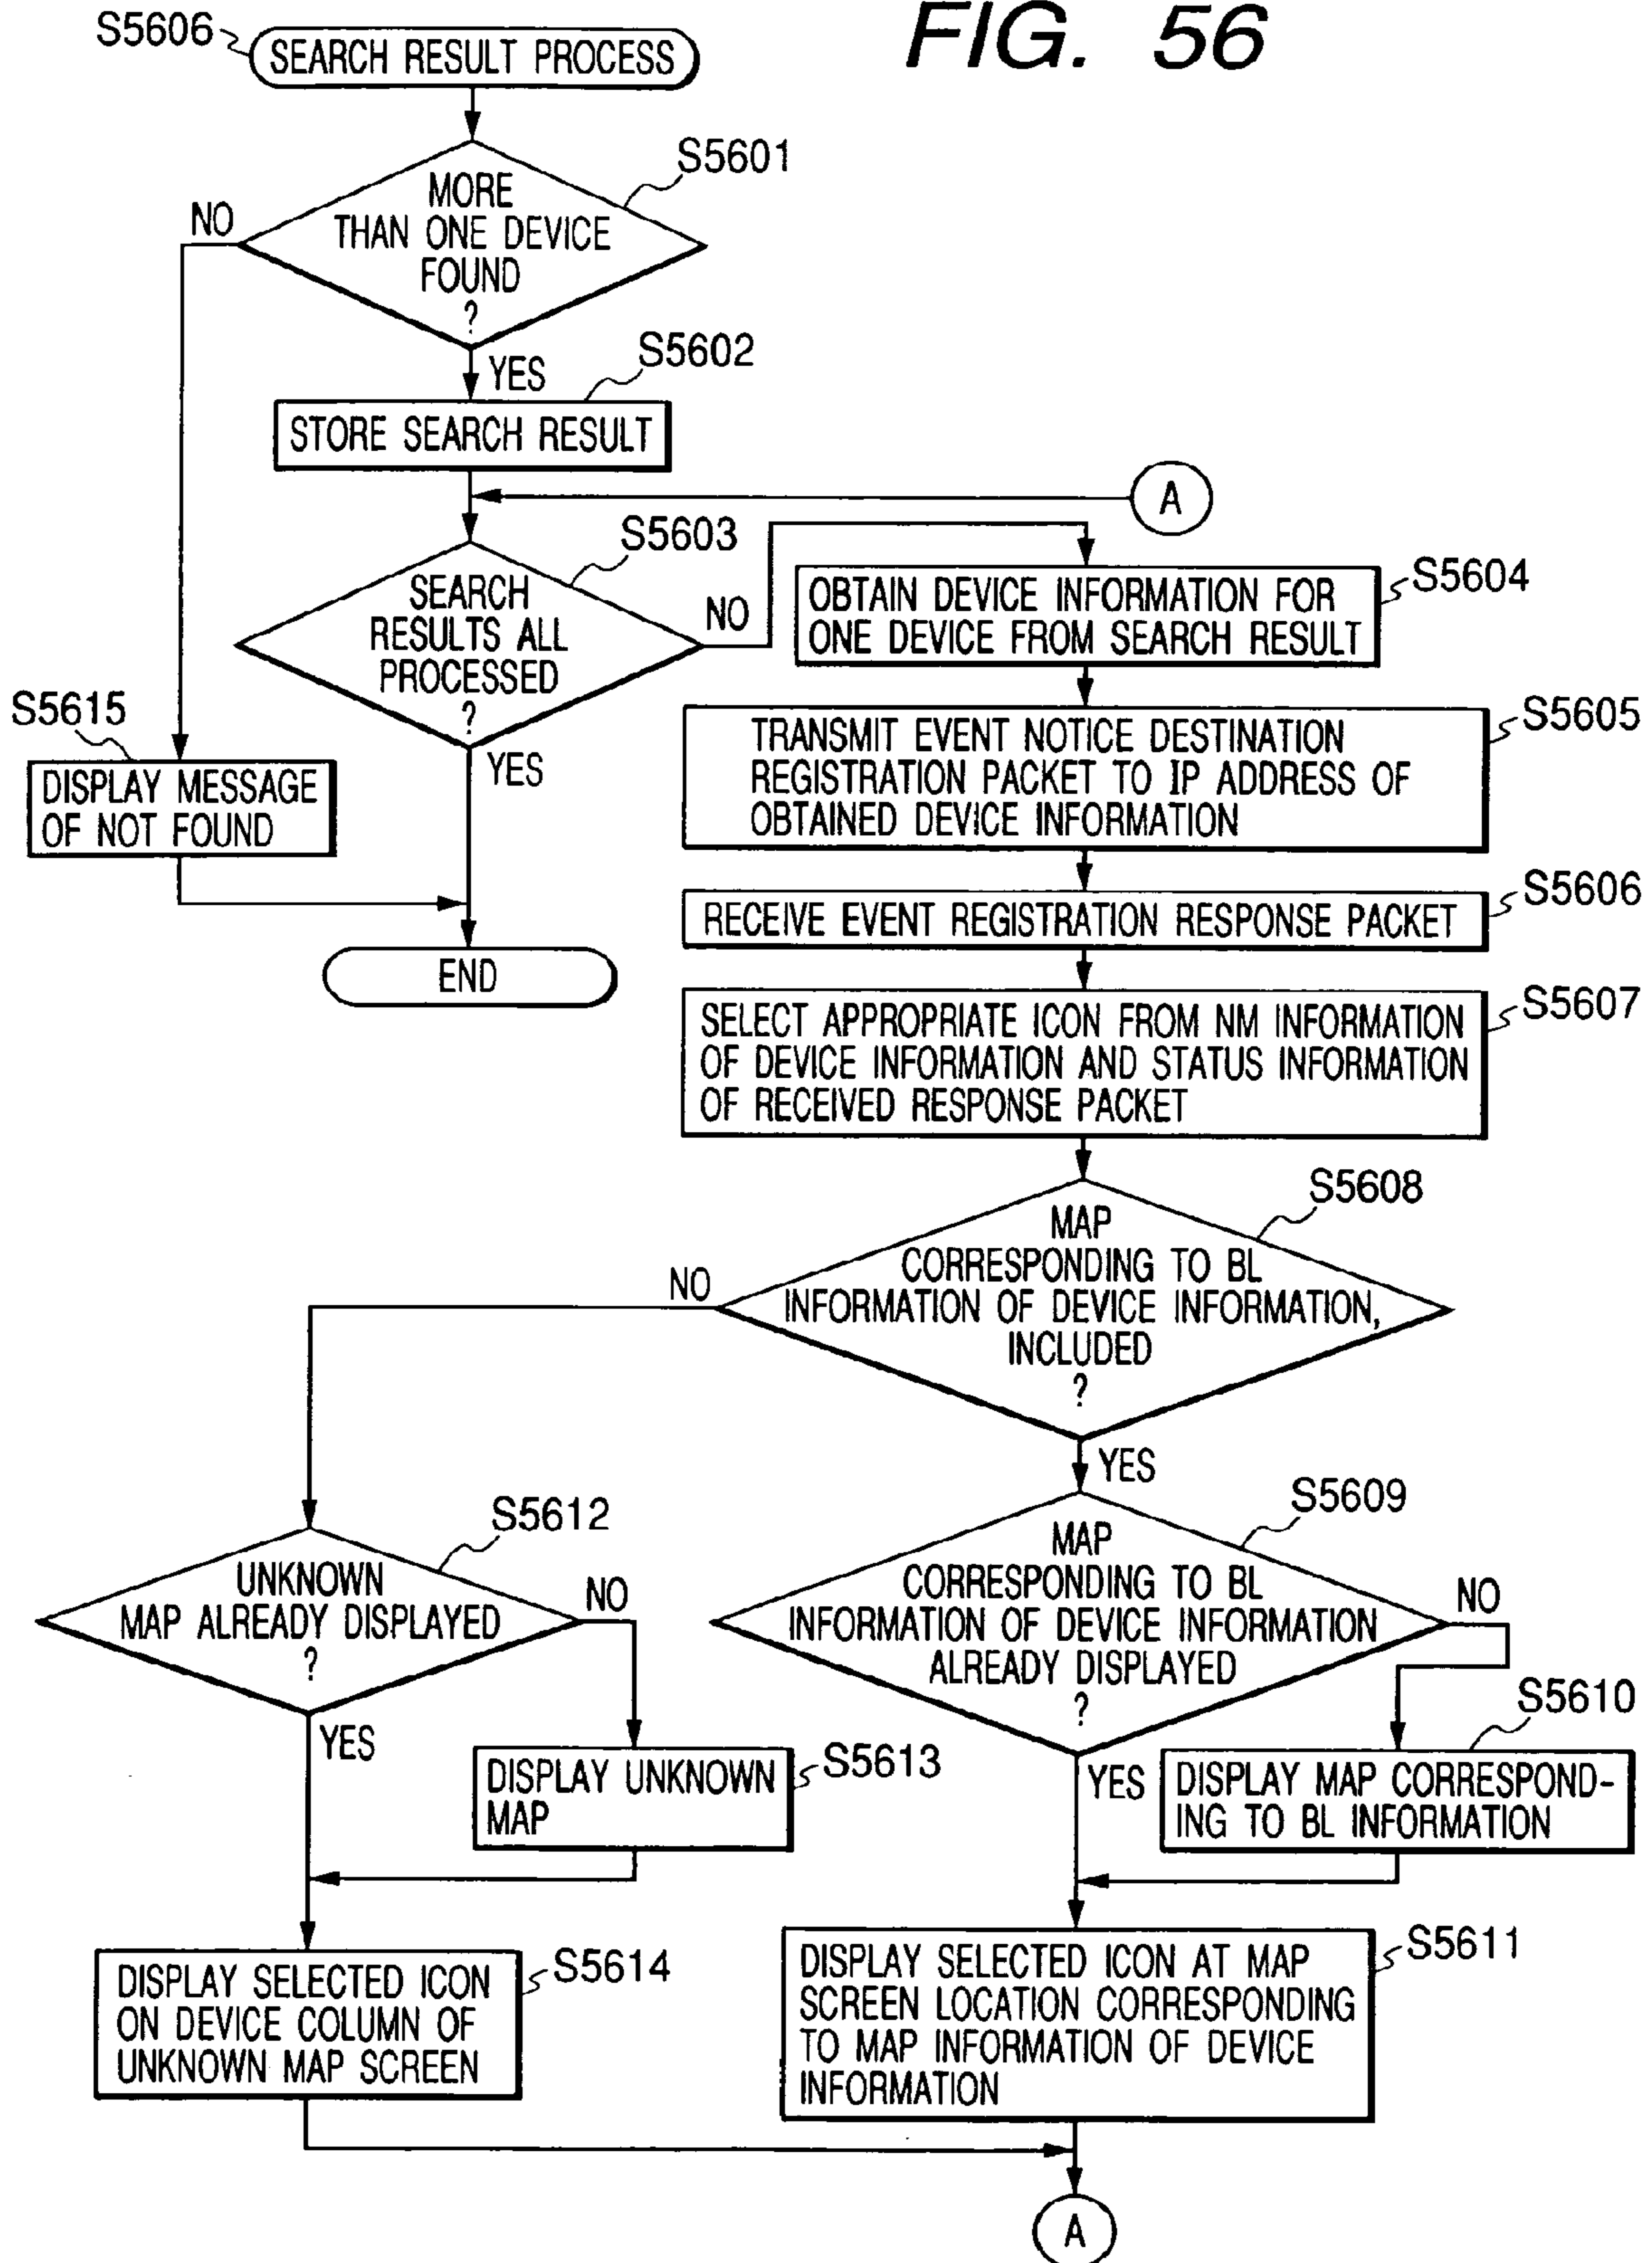 FIG. 56
S5606
SEARCH RESULT PROCESS
S5601
MORE
THAN ONE DEVICE
FOUND
?
NO
YES
S5602
STORE SEARCH RESULT
A
S5603
SEARCH
RESULTS ALL
PROCESSED
?
NO
YES
S5604
OBTAIN DEVICE INFORMATION FOR
ONE DEVICE FROM SEARCH RESULT
S5615
DISPLAY MESSAGE
OF NOT FOUND
END
S5605
TRANSMIT EVENT NOTICE DESTINATION
REGISTRATION PACKET TO IP ADDRESS OF
OBTAINED DEVICE INFORMATION
S5606
RECEIVE EVENT REGISTRATION RESPONSE PACKET
S5607
SELECT APPROPRIATE ICON FROM NM INFORMATION
OF DEVICE INFORMATION AND STATUS INFORMATION
OF RECEIVED RESPONSE PACKET
S5608
MAP
CORRESPONDING TO BL
INFORMATION OF DEVICE INFORMATION,
INCLUDED
?
NO
YES
S5612
UNKNOWN
MAP ALREADY DISPLAYED
?
NO
YES
S5613
DISPLAY UNKNOWN
MAP
S5614
DISPLAY SELECTED ICON
ON DEVICE COLUMN OF
UNKNOWN MAP SCREEN
S5609
MAP
CORRESPONDING TO BL
INFORMATION OF DEVICE INFORMATION
ALREADY DISPLAYED
?
NO
YES
S5610
DISPLAY MAP CORRESPOND-
ING TO BL INFORMATION
S5611
DISPLAY SELECTED ICON AT MAP
SCREEN LOCATION CORRESPONDING
TO MAP INFORMATION OF DEVICE
INFORMATION
A